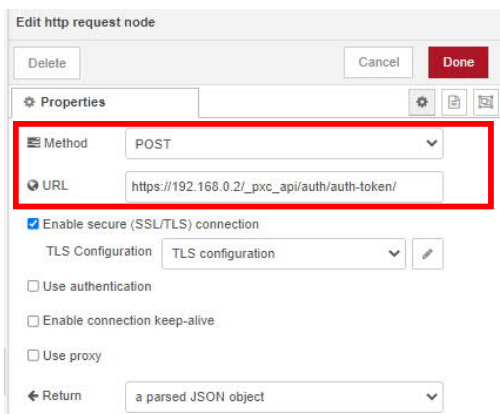 Edit http request node
Delete Cancel Done
Properties
Method POST
URL https://192.168.0.2/_pxc_api/auth/auth-token/
Enable secure (SSL/TLS) connection
TLS Configuration TLS configuration
Use authentication
Enable connection keep-alive
Use proxy
Return a parsed JSON object